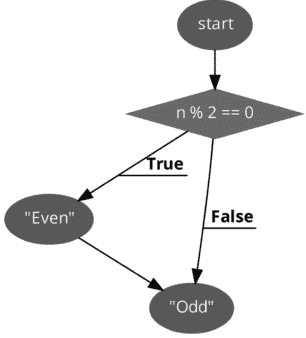 start
n % 2 == 0
True
"Even"
False
"Odd"